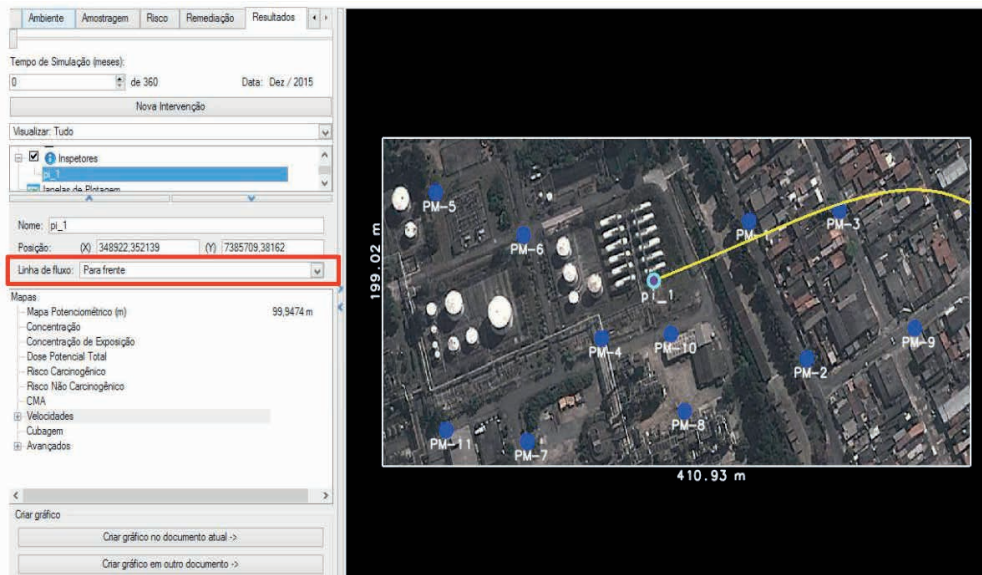 Ambiente Amostragem Risco Remediação Resultados
Tempo de Simulação (meses):
0 de 360 Data: Dez / 2015
Nova Intervenção
Visualizar: Tudo
Inspetores
pi_1
Janelas de Plotagem
Nome: pi_1
Posição: (X) 348922,352139 (Y) 7385709,38162
Linha de fluxo: Para frente
Mapas
Mapa Potenciométrico (m) 99,9474 m
Concentração
Concentração de Exposição
Dose Potencial Total
Risco Carcinogênico
Risco Não Carcinogênico
CMA
Velocidades
Cubagem
Avançados
Criar gráfico
Criar gráfico no documento atual ->
Criar gráfico em outro documento ->
199.02 m
PM-5
PM-6
PM-1
PM-3
pi_1
PM-4
PM-10
PM-9
PM-2
PM-8
PM-11
PM-7
410.93 m